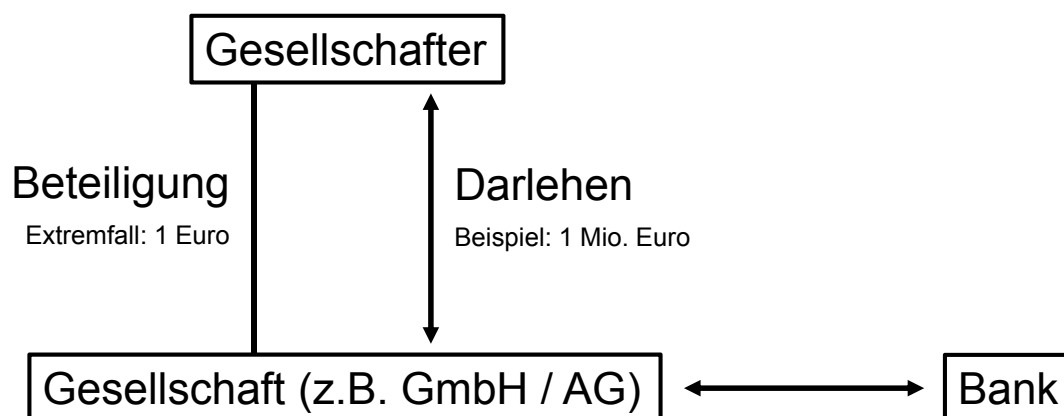 Gesellschafter
Beteiligung
Extremfall: 1 Euro
Darlehen
Beispiel: 1 Mio. Euro
Gesellschaft (z.B. GmbH / AG)
Bank